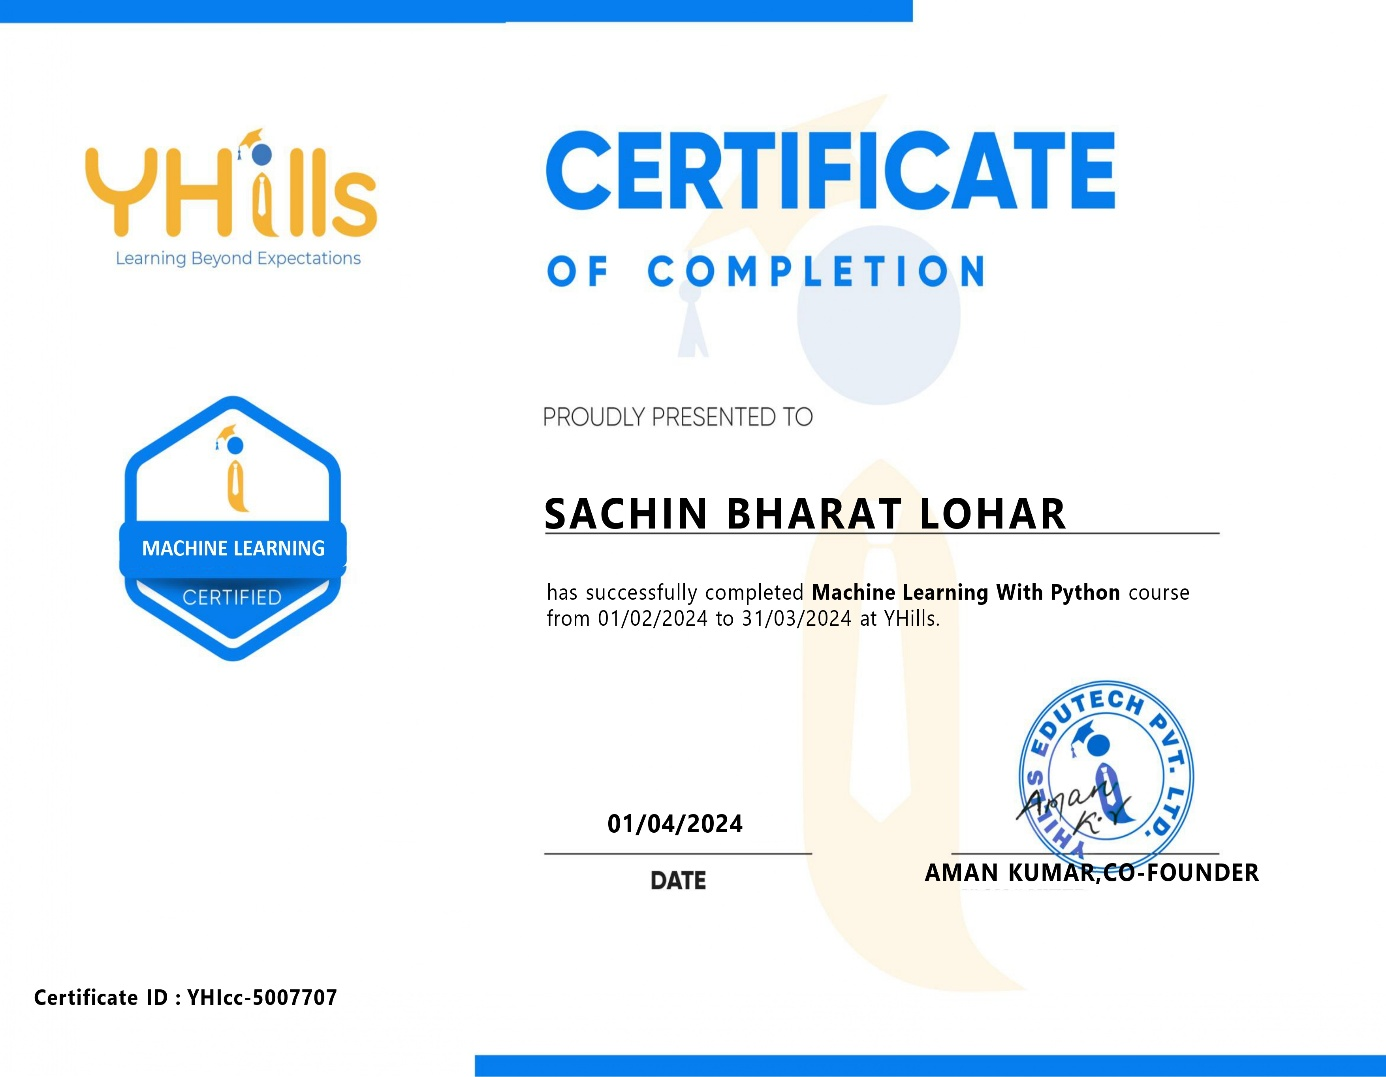 YHills
Learning Beyond Expectations
CERTIFICATE
OF COMPLETION
PROUDLY PRESENTED TO
SACHIN BHARAT LOHAR
MACHINE LEARNING
CERTIFIED
has successfully completed Machine Learning With Python course
from 01/02/2024 to 31/03/2024 at YHills.
YHILLS EDUTECH PVT. LTD.
Aman
K.Y
01/04/2024
DATE
AMAN KUMAR,CO-FOUNDER
Certificate ID : YHIcc-5007707